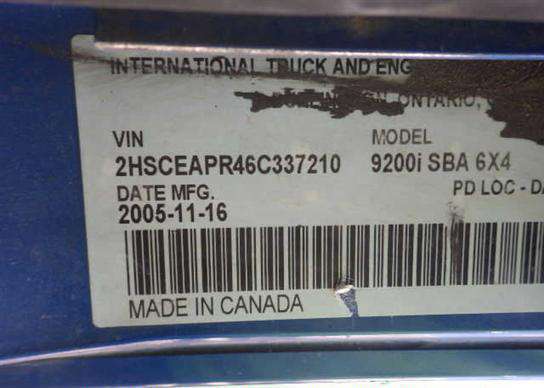 INTERNATIONAL TRUCK AND ENG
ONTARIO,
VIN MODEL
2HSCEAPR46C337210 9200i SBA 6X4
DATE MFG. PD LOC - DA
2005-11-16
MADE IN CANADA